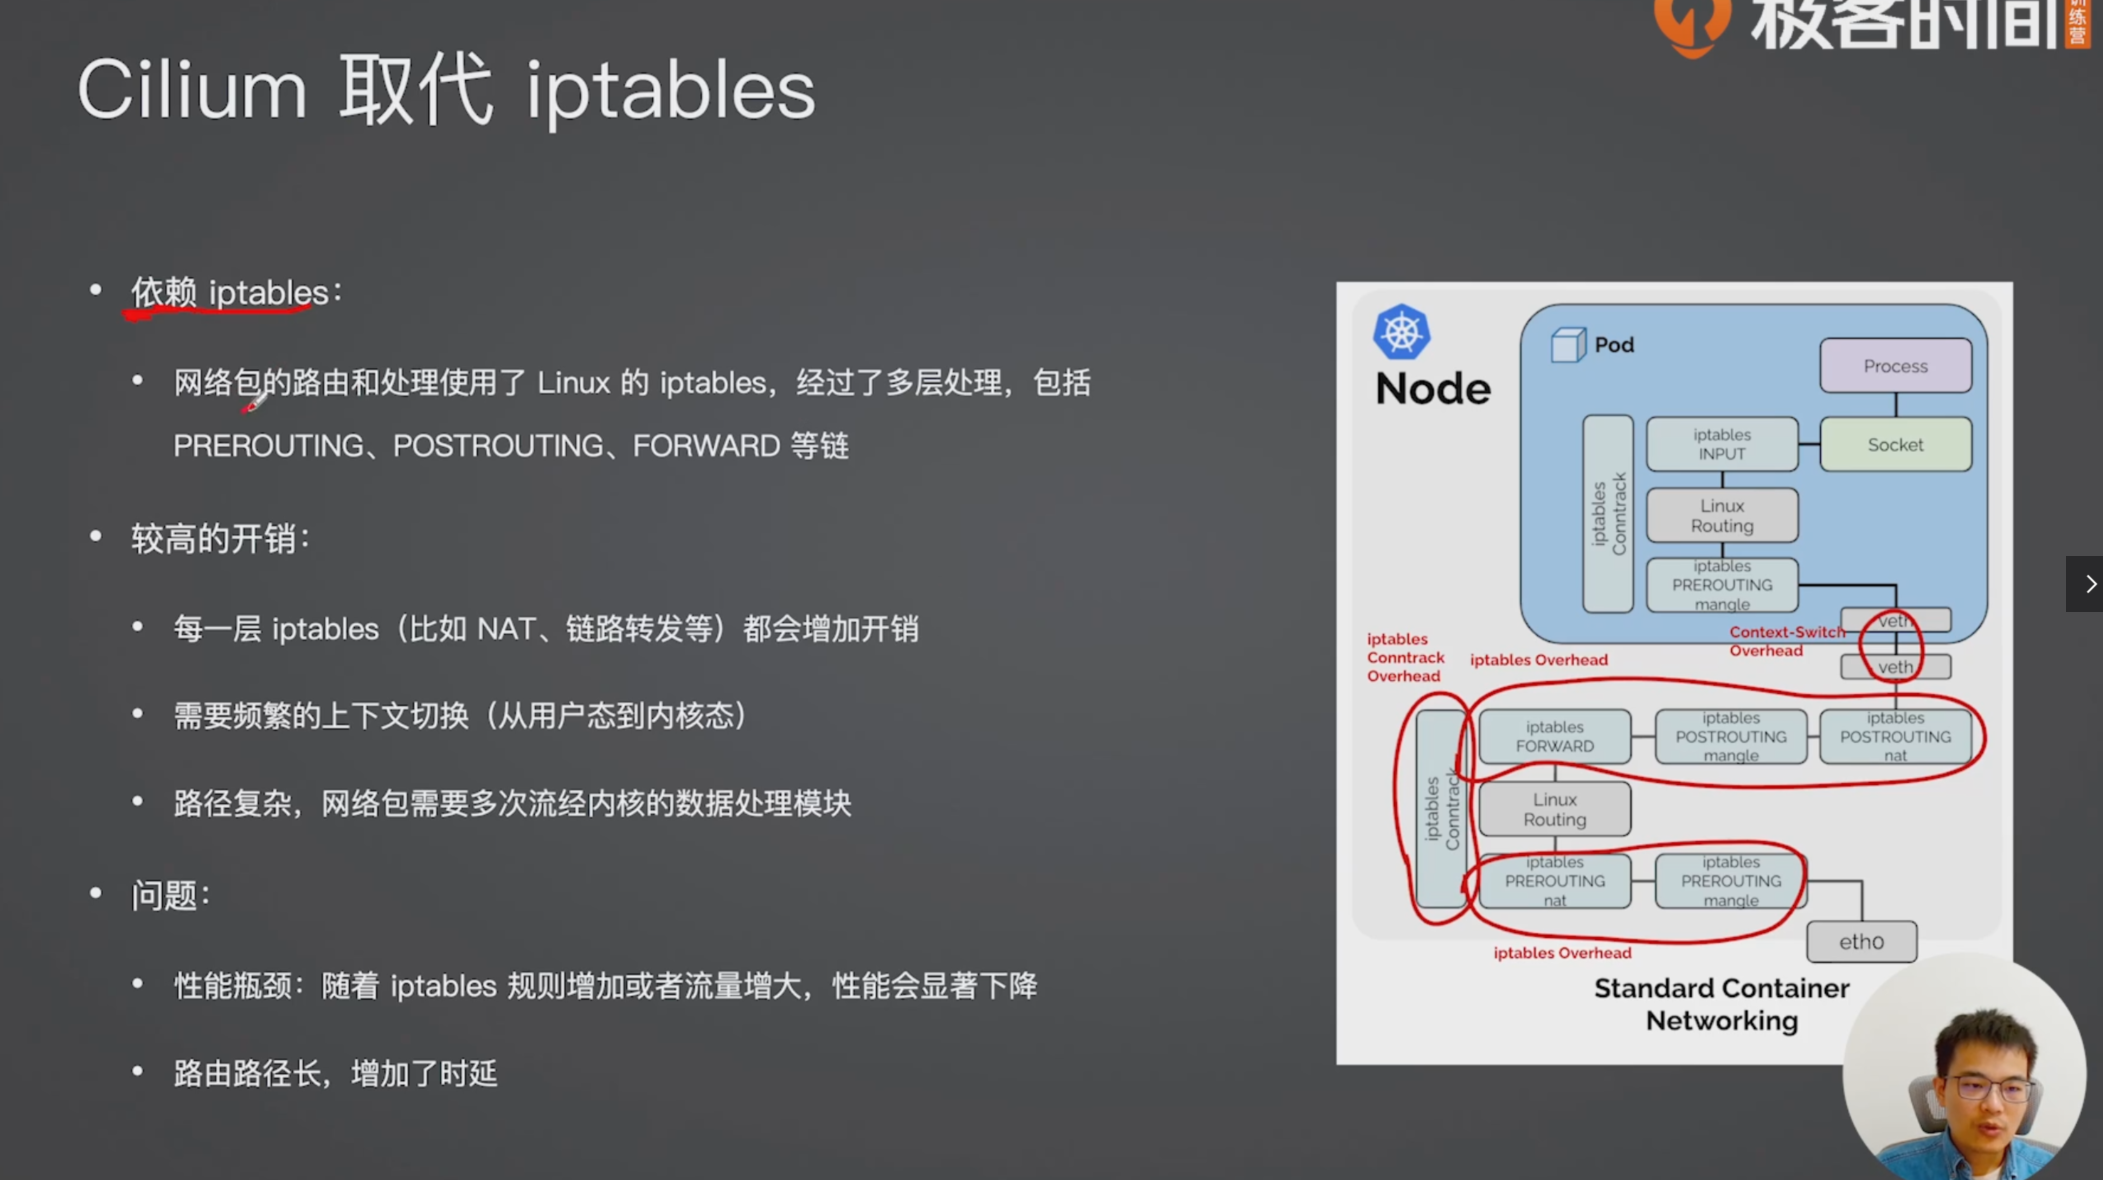 极客时间
训练营
Cilium 取代 iptables
• 依赖 iptables：
• 网络包的路由和处理使用了 Linux 的 iptables，经过了多层处理，包括
PREROUTING、POSTROUTING、FORWARD 等链
• 较高的开销：
• 每一层 iptables（比如 NAT、链路转发等）都会增加开销
• 需要频繁的上下文切换（从用户态到内核态）
• 路径复杂，网络包需要多次流经内核的数据处理模块
• 问题：
• 性能瓶颈：随着 iptables 规则增加或者流量增大，性能会显著下降
• 路由路径长，增加了时延
Node
Pod
Process
Socket
iptables
INPUT
iptables
Conntrack
Linux
Routing
iptables
PREROUTING
mangle
veth
Context-Switch
Overhead
veth
iptables
Conntrack
Overhead
iptables Overhead
iptables
FORWARD
iptables
POSTROUTING
mangle
iptables
POSTROUTING
nat
iptables
Conntrack
Linux
Routing
iptables
PREROUTING
nat
iptables
PREROUTING
mangle
eth0
iptables Overhead
Standard Container
Networking